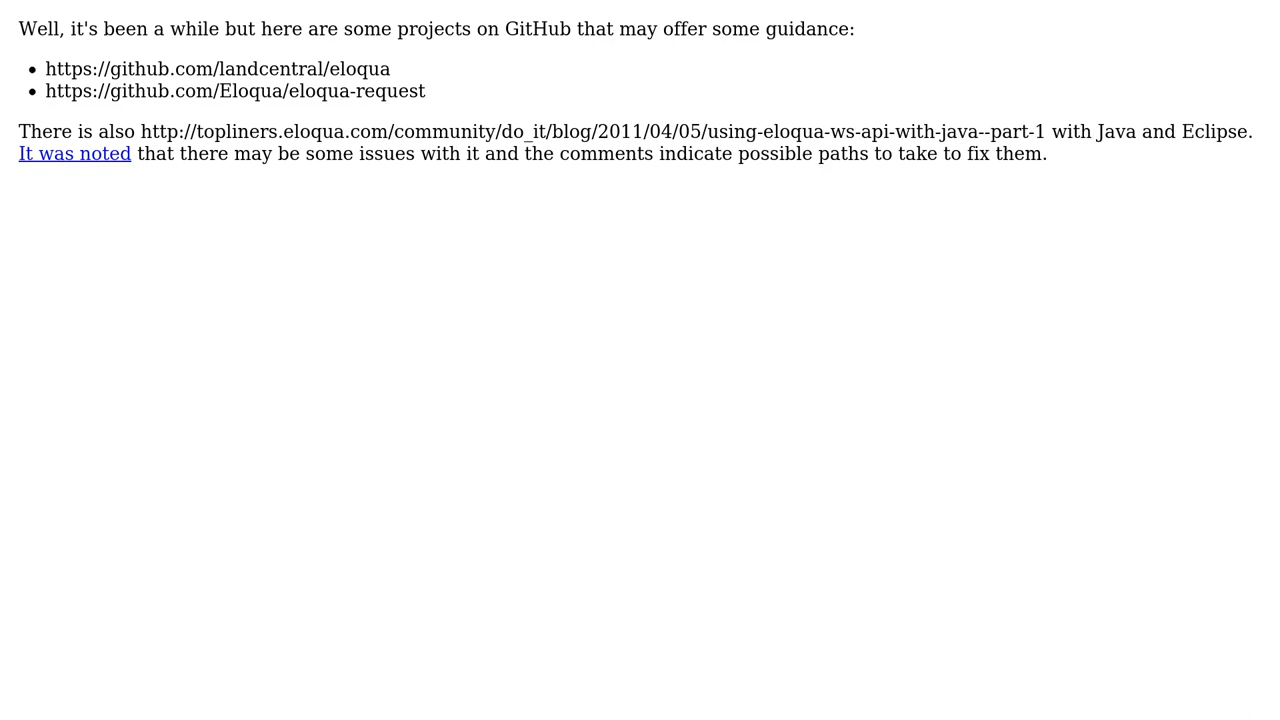 Well, it's been a while but here are some projects on GitHub that may offer some guidance:
https://github.com/landcentral/eloqua
https://github.com/Eloqua/eloqua-request
There is also http://topliners.eloqua.com/community/do_it/blog/2011/04/05/using-eloqua-ws-api-with-java--part-1 with Java and Eclipse.
It was noted that there may be some issues with it and the comments indicate possible paths to take to fix them.